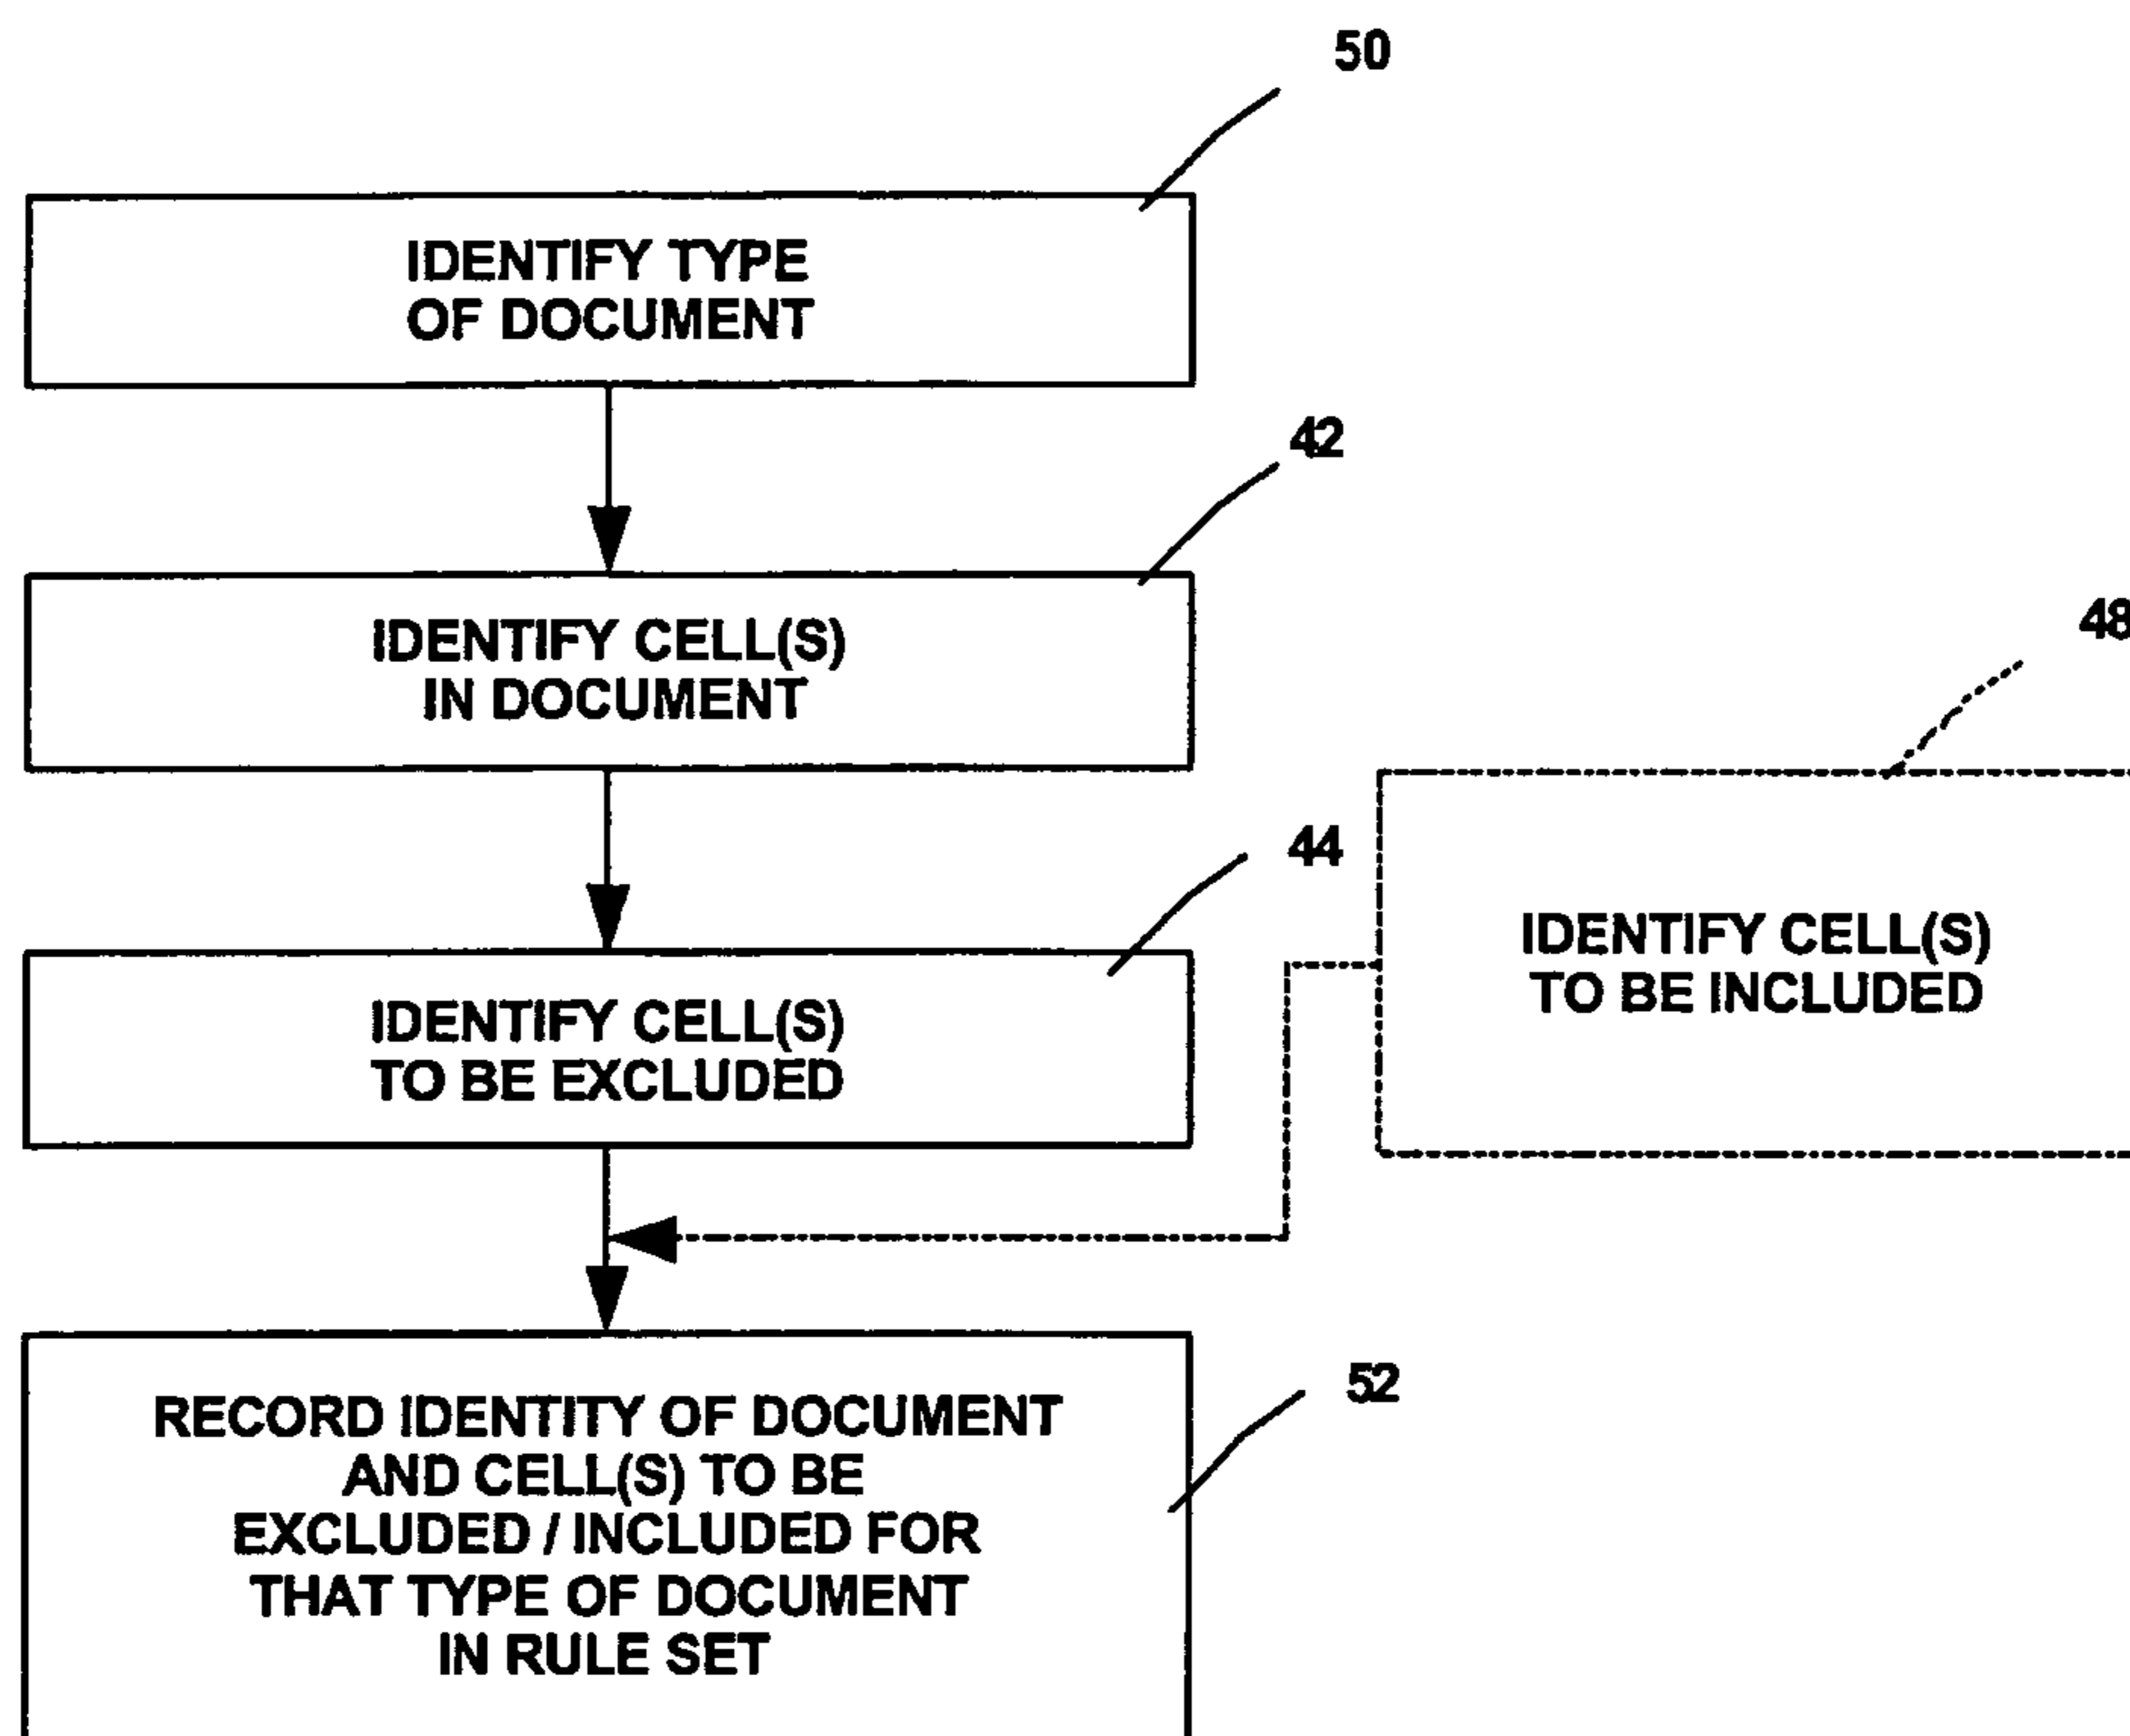 50
IDENTIFY TYPE
OF DOCUMENT
42
IDENTIFY CELL(S)
IN DOCUMENT
48
44
IDENTIFY CELL(S)
TO BE EXCLUDED
IDENTIFY CELL(S)
TO BE INCLUDED
52
RECORD IDENTITY OF DOCUMENT
AND CELL(S) TO BE
EXCLUDED / INCLUDED FOR
THAT TYPE OF DOCUMENT
IN RULE SET